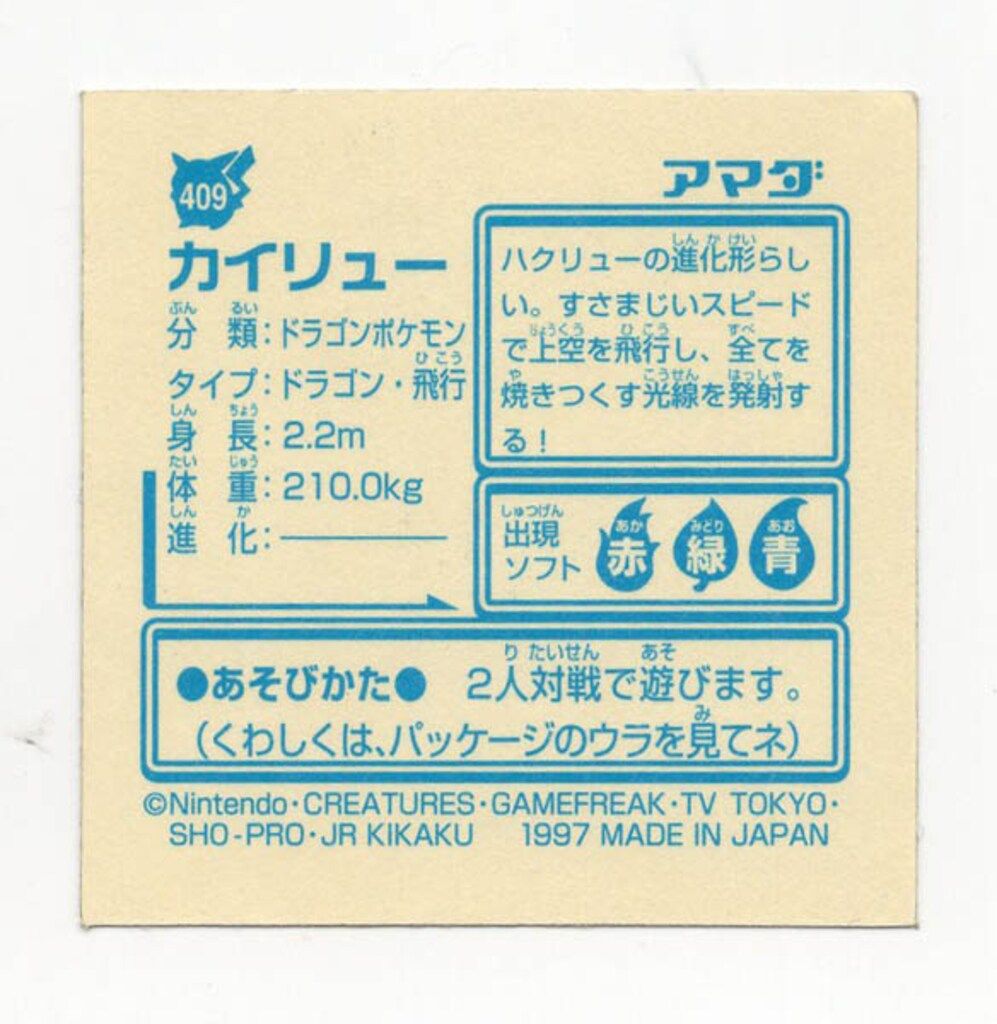 409
アマダ
カイリュー
分類:ドラゴンポケモン
タイプ:ドラゴン・飛行
身長:2.2m
体重:210.0kg
進化:————
ハクリューの進化形らし
い。すさまじいスピード
で上空を飛行し、全てを
焼きつくす光線を発射す
る!
出現
ソフト 赤 緑 青
●あそびかた● 2人対戦で遊びます。
(くわしくは、パッケージのウラを見てネ)
©Nintendo・CREATURES・GAMEFREAK・TV TOKYO・
SHO-PRO・JR KIKAKU 1997 MADE IN JAPAN